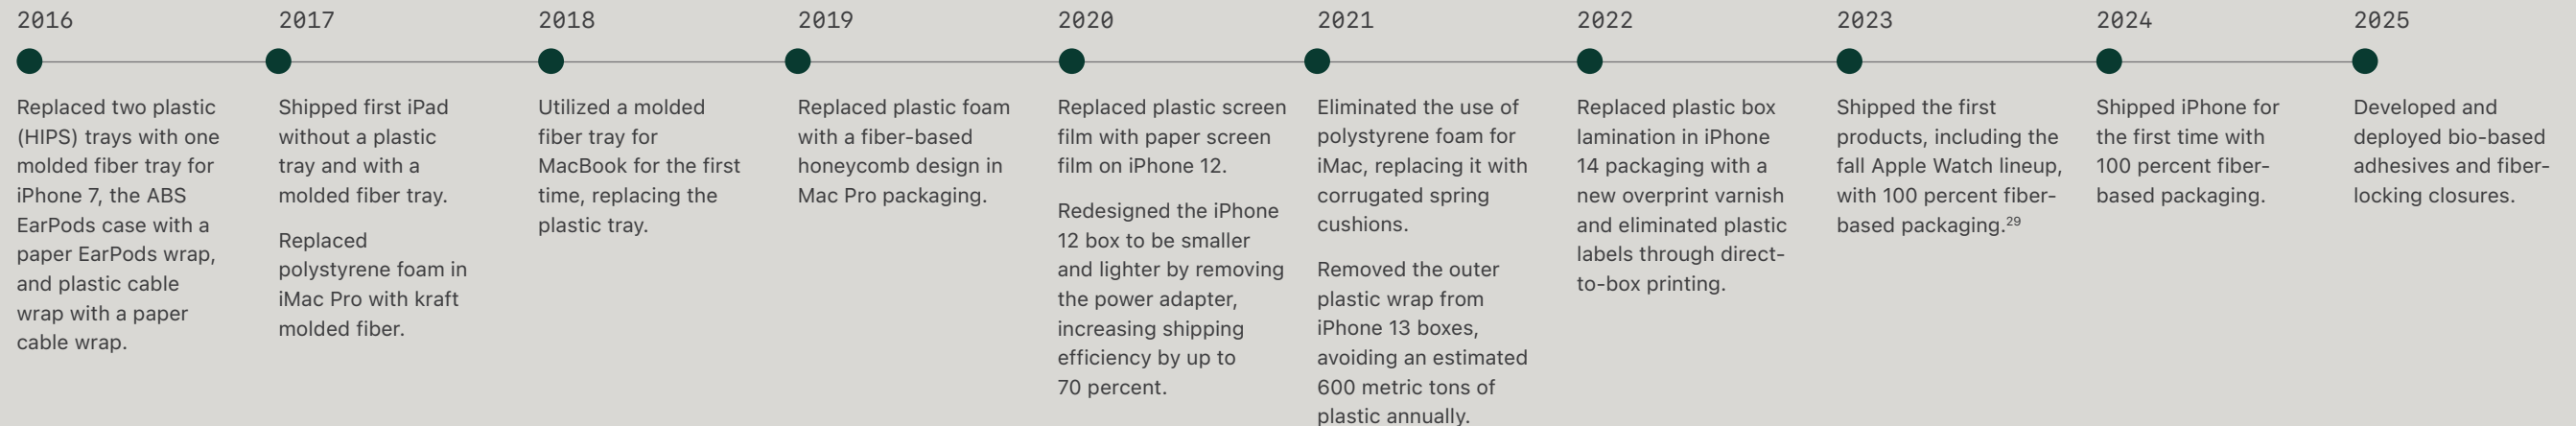 2016
Replaced two plastic
(HIPS) trays with one
molded fiber tray for
iPhone 7, the ABS
EarPods case with a
paper EarPods wrap,
and plastic cable
wrap with a paper
cable wrap.
2017
Shipped first iPad
without a plastic
tray and with a
molded fiber tray.
Replaced
polystyrene foam in
iMac Pro with kraft
molded fiber.
2018
Utilized a molded
fiber tray for
MacBook for the first
time, replacing the
plastic tray.
2019
Replaced plastic foam
with a fiber-based
honeycomb design in
Mac Pro packaging.
2020
Replaced plastic screen
film with paper screen
film on iPhone 12.
Redesigned the iPhone
12 box to be smaller
and lighter by removing
the power adapter,
increasing shipping
efficiency by up to
70 percent.
2021
Eliminated the use of
polystyrene foam for
iMac, replacing it with
corrugated spring
cushions.
Removed the outer
plastic wrap from
iPhone 13 boxes,
avoiding an estimated
600 metric tons of
plastic annually.
2022
Replaced plastic box
lamination in iPhone
14 packaging with a
new overprint varnish
and eliminated plastic
labels through direct-
to-box printing.
2023
Shipped the first
products, including the
fall Apple Watch lineup,
with 100 percent fiber-
based packaging.²⁹
2024
Shipped iPhone for
the first time with
100 percent fiber-
based packaging.
2025
Developed and
deployed bio-based
adhesives and fiber-
locking closures.